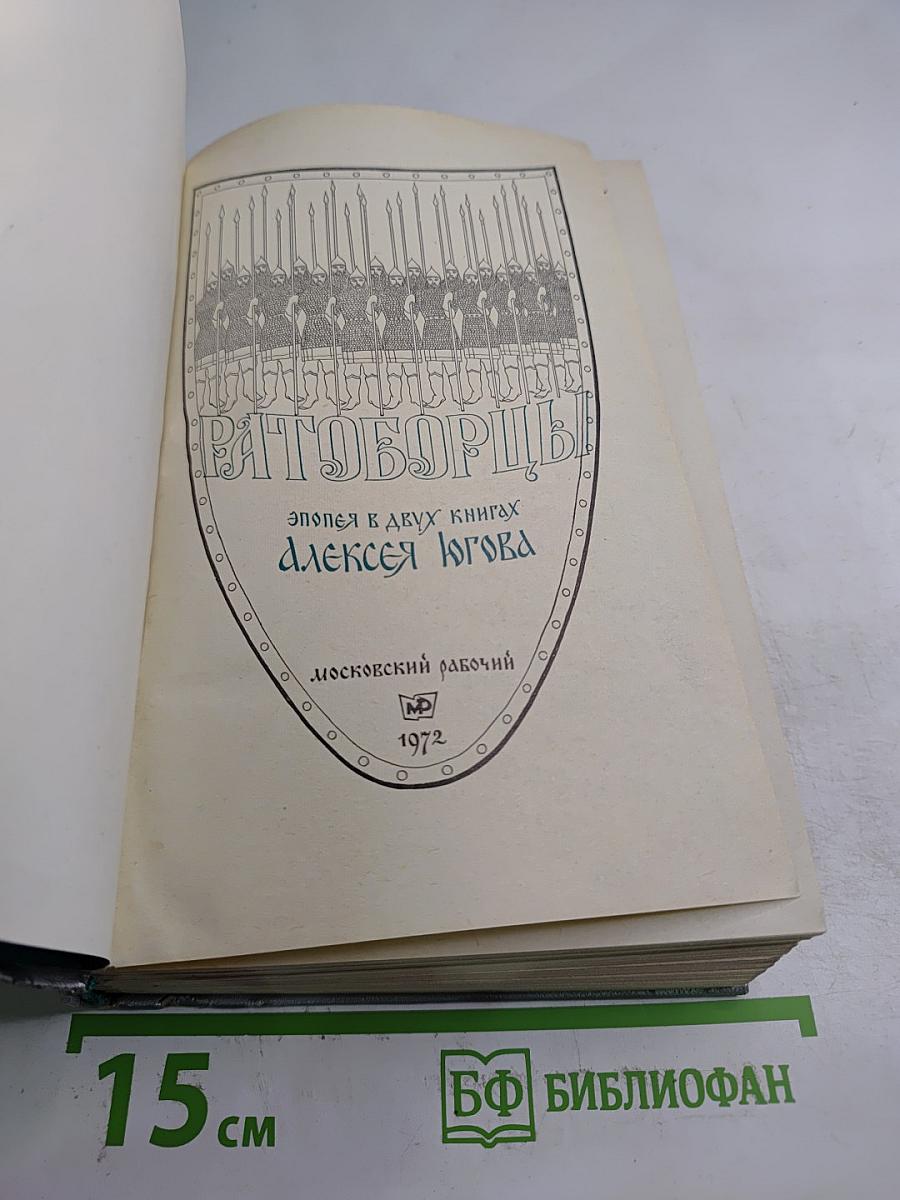 РАТОБОРЦЫ
ЭПОПЕЯ В ДВУХ КНИГАХ
АЛЕКСЕЯ ЮГОВА
МОСКОВСКИЙ РАБОЧИЙ
МР
1972
15 см
БФ БИБЛИОФАН